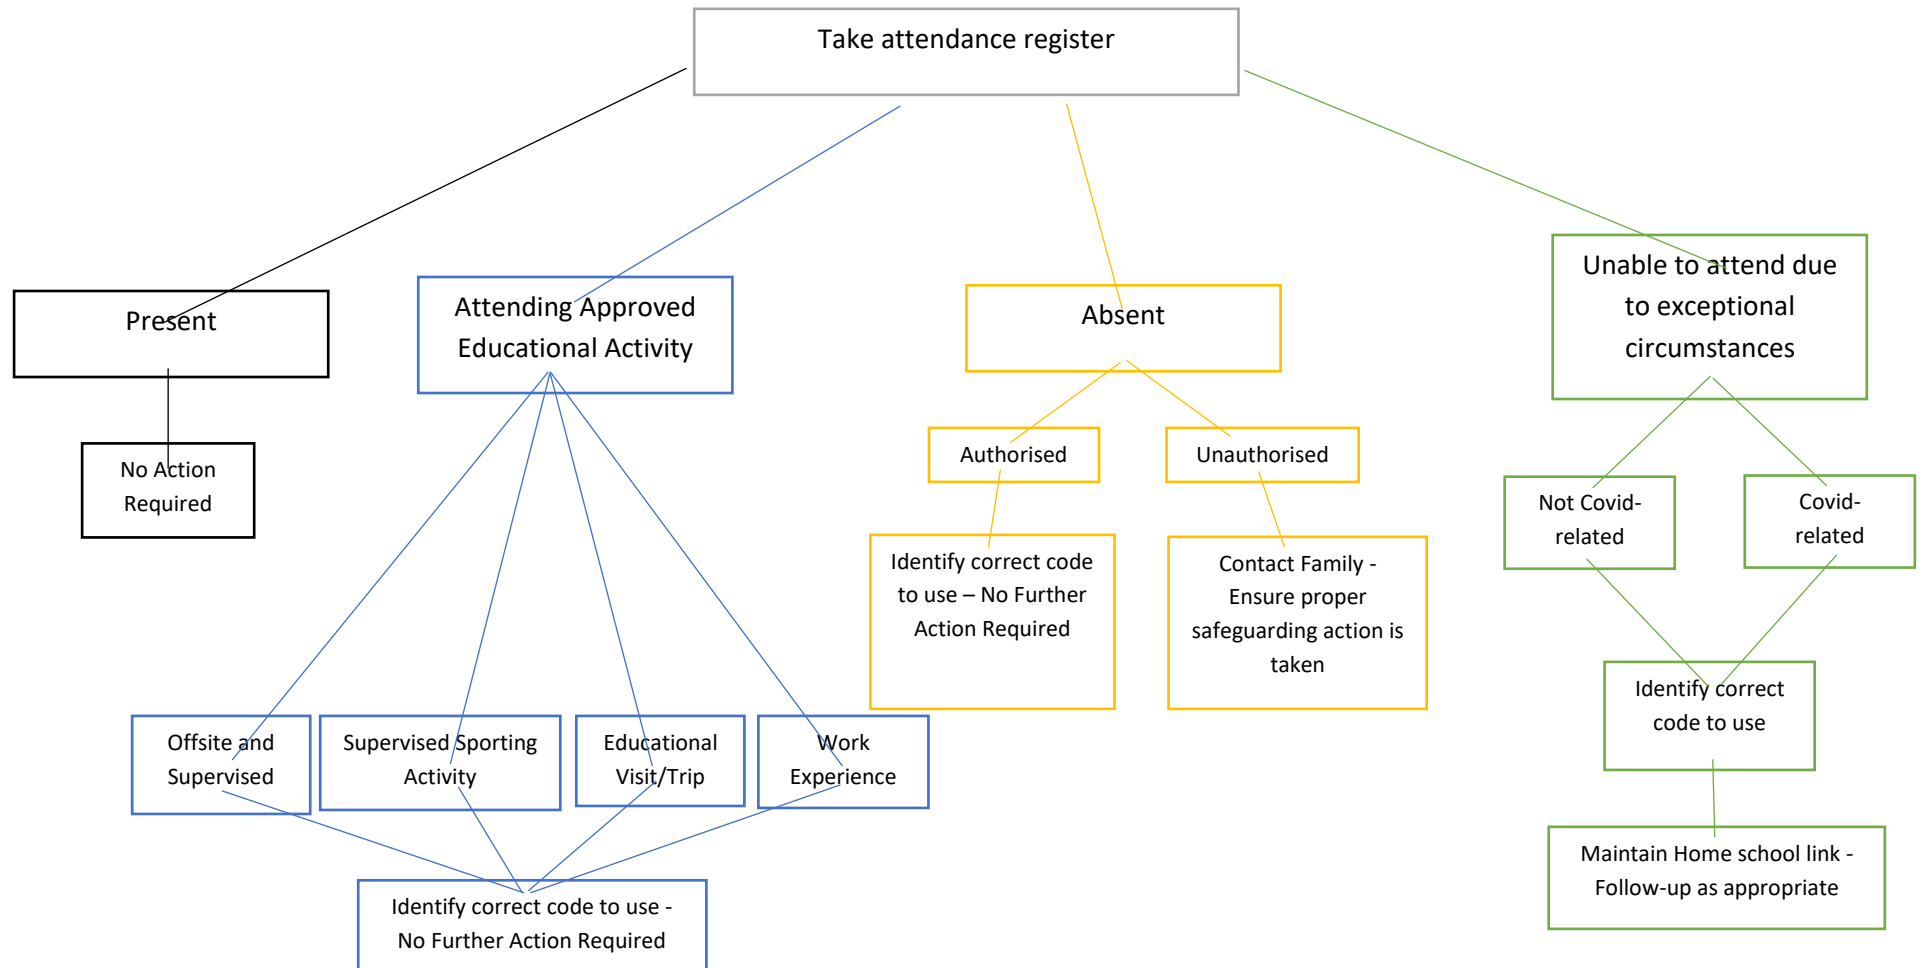 Take attendance register
Present
No Action
Required
Attending Approved
Educational Activity
Offsite and
Supervised
Supervised Sporting
Activity
Educational
Visit/Trip
Work
Experience
Identify correct code to use -
No Further Action Required
Absent
Authorised
Identify correct code
to use – No Further
Action Required
Unauthorised
Contact Family -
Ensure proper
safeguarding action is
taken
Unable to attend due
to exceptional
circumstances
Not Covid-
related
Covid-
related
Identify correct
code to use
Maintain Home school link -
Follow-up as appropriate